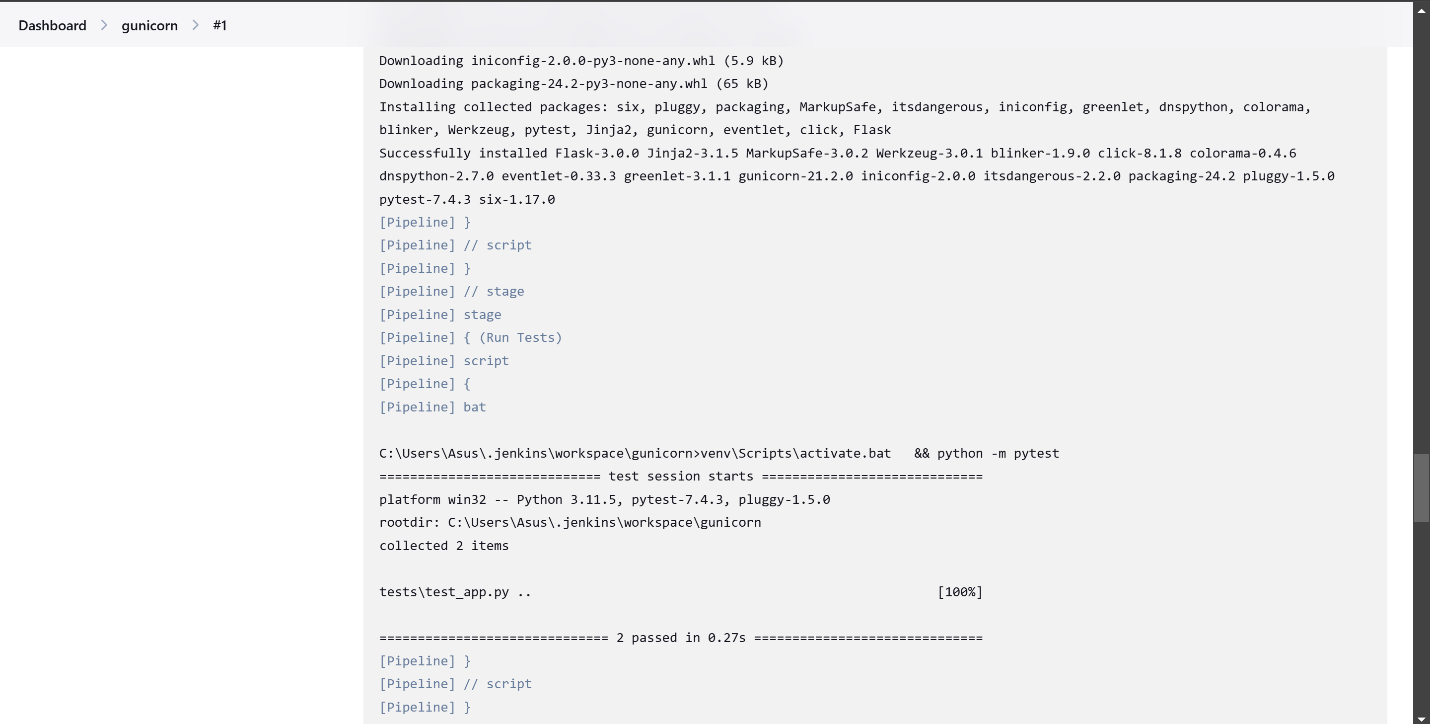 Dashboard > gunicorn > #1
Downloading iniconfig-2.0.0-py3-none-any.whl (5.9 kB)
Downloading packaging-24.2-py3-none-any.whl (65 kB)
Installing collected packages: six, pluggy, packaging, MarkupSafe, itsdangerous, iniconfig, greenlet, dnspython, colorama,
blinker, Werkzeug, pytest, Jinja2, gunicorn, eventlet, click, Flask
Successfully installed Flask-3.0.0 Jinja2-3.1.5 MarkupSafe-3.0.2 Werkzeug-3.0.1 blinker-1.9.0 click-8.1.8 colorama-0.4.6
dnspython-2.7.0 eventlet-0.33.3 greenlet-3.1.1 gunicorn-21.2.0 iniconfig-2.0.0 itsdangerous-2.2.0 packaging-24.2 pluggy-1.5.0
pytest-7.4.3 six-1.17.0
[Pipeline] }
[Pipeline] // script
[Pipeline] }
[Pipeline] // stage
[Pipeline] stage
[Pipeline] { (Run Tests)
[Pipeline] script
[Pipeline] {
[Pipeline] bat
C:\Users\Asus\.jenkins\workspace\gunicorn>venv\Scripts\activate.bat   && python -m pytest
============================= test session starts =============================
platform win32 -- Python 3.11.5, pytest-7.4.3, pluggy-1.5.0
rootdir: C:\Users\Asus\.jenkins\workspace\gunicorn
collected 2 items
tests\test_app.py ..                                                     [100%]
============================== 2 passed in 0.27s ==============================
[Pipeline] }
[Pipeline] // script
[Pipeline] }